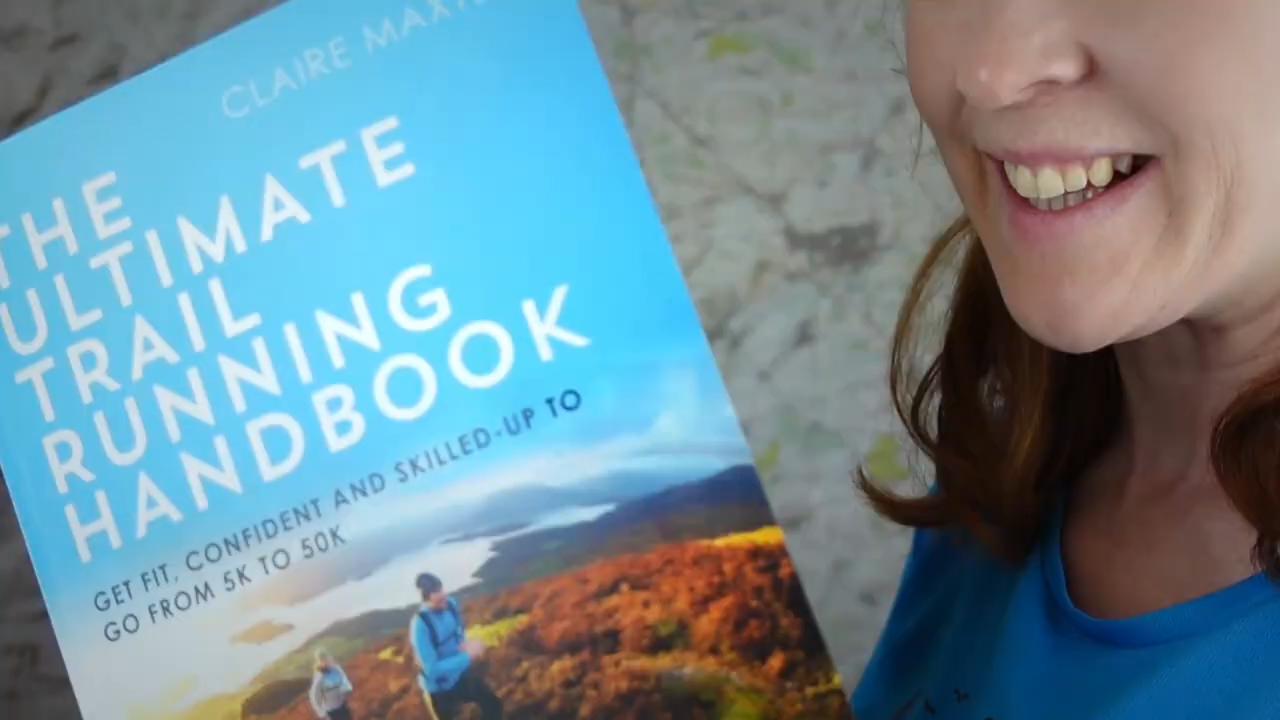 CLAIRE
THE
ULTIMATE
TRAIL
RUNNING
HANDBOOK
GET FIT, CONFIDENT AND SKILLED-UP TO
GO FROM 5K TO 50K